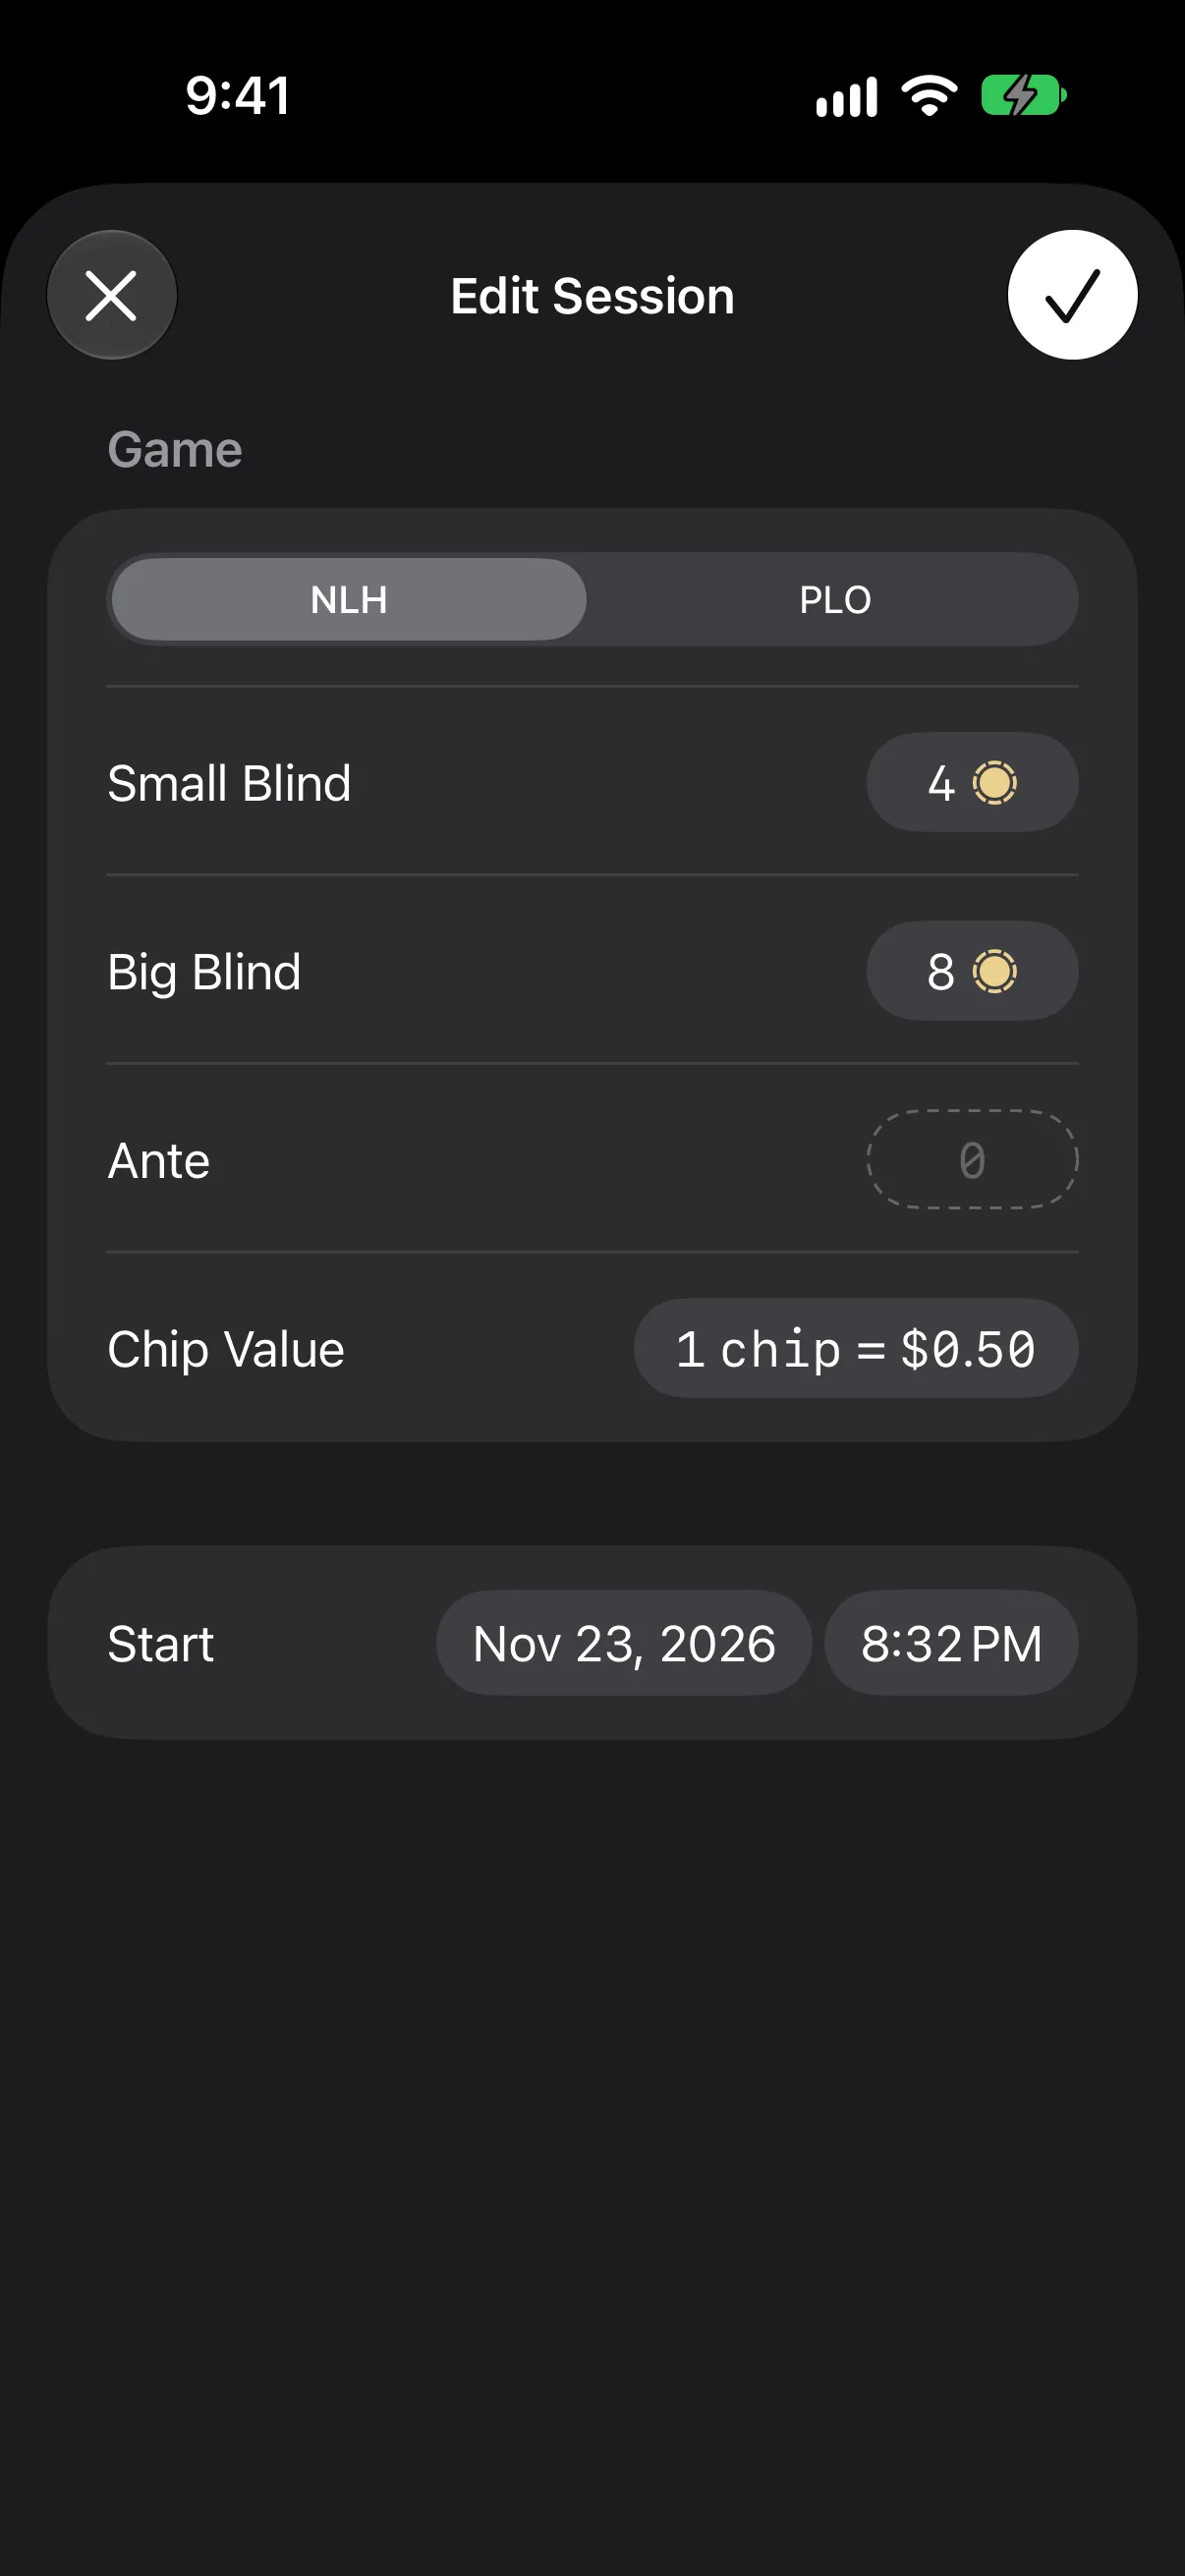 9:41
Edit Session
Game
NLH PLO
Small Blind 4
Big Blind 8
Ante 0
Chip Value 1 chip = $0.50
Start Nov 23, 2026 8:32 PM